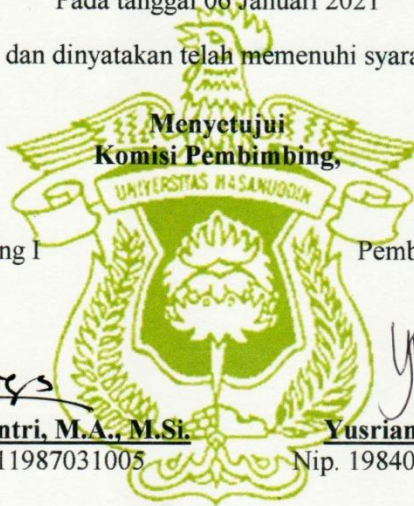 Pada tanggal 08 Januari 2021
dan dinyatakan telah memenuhi syara
Menyetujui
Komisi Pembimbing,
UNIVERSITAS HASANUDDIN
ng I
Pemb
ntri, M.A., M.Si.
Yusrian
11987031005
Nip. 19840